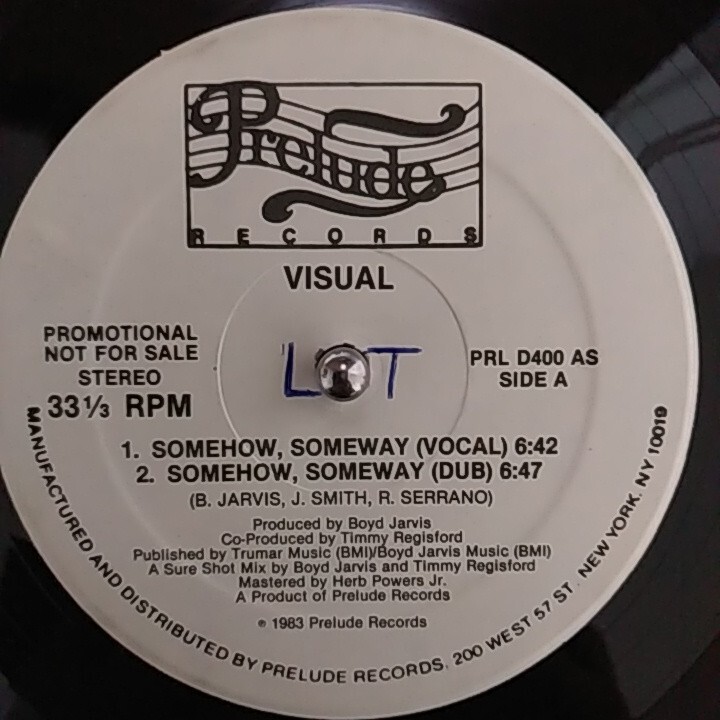 Prelude
RECORDS
VISUAL
PROMOTIONAL
NOT FOR SALE
STEREO
33 1/3 RPM
L T
PRL D400 AS
SIDE A
1. SOMEHOW, SOMEWAY (VOCAL) 6:42
2. SOMEHOW, SOMEWAY (DUB) 6:47
(B. JARVIS, J. SMITH, R. SERRANO)
Produced by Boyd Jarvis
Co-Produced by Timmy Regisford
Published by Trumar Music (BMI)/Boyd Jarvis Music (BMI)
A Sure Shot Mix by Boyd Jarvis and Timmy Regisford
Mastered by Herb Powers Jr.
A Product of Prelude Records
℗ 1983 Prelude Records
MANUFACTURED AND DISTRIBUTED BY PRELUDE RECORDS, 200 WEST 57 ST. NEW YORK, NY 10019